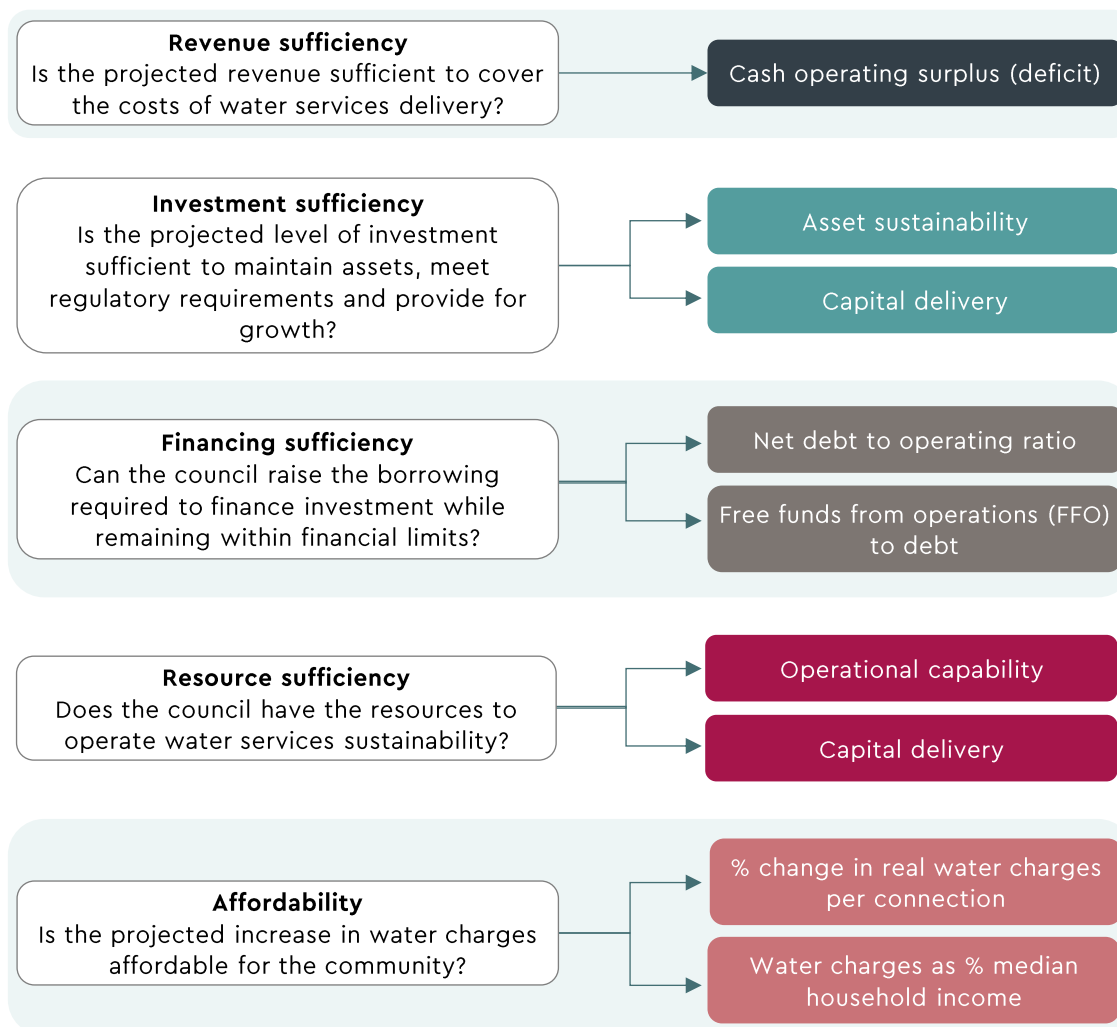 Revenue sufficiency
Is the projected revenue sufficient to cover
the costs of water services delivery?
Cash operating surplus (deficit)
Investment sufficiency
Is the projected level of investment
sufficient to maintain assets, meet
regulatory requirements and provide for
growth?
Asset sustainability
Capital delivery
Financing sufficiency
Can the council raise the borrowing
required to finance investment while
remaining within financial limits?
Net debt to operating ratio
Free funds from operations (FFO)
to debt
Resource sufficiency
Does the council have the resources to
operate water services sustainability?
Operational capability
Capital delivery
Affordability
Is the projected increase in water charges
affordable for the community?
% change in real water charges
per connection
Water charges as % median
household income